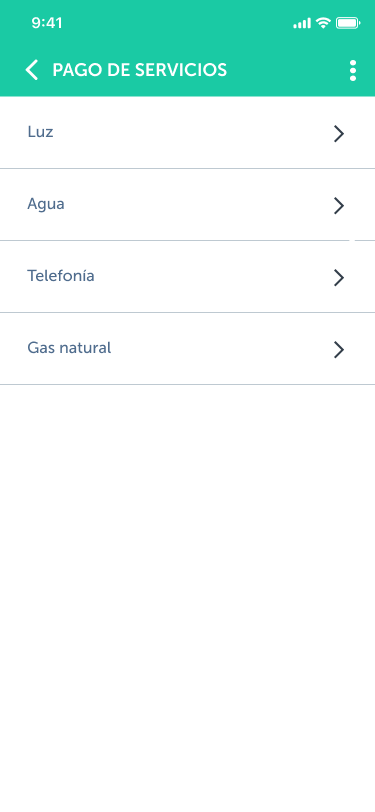 9:41
PAGO DE SERVICIOS
Luz
Agua
Telefonía
Gas natural